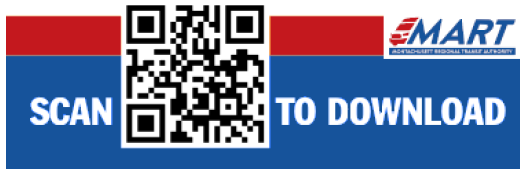 MART
MONTACHUSETT REGIONAL TRANSIT AUTHORITY
SCAN TO DOWNLOAD